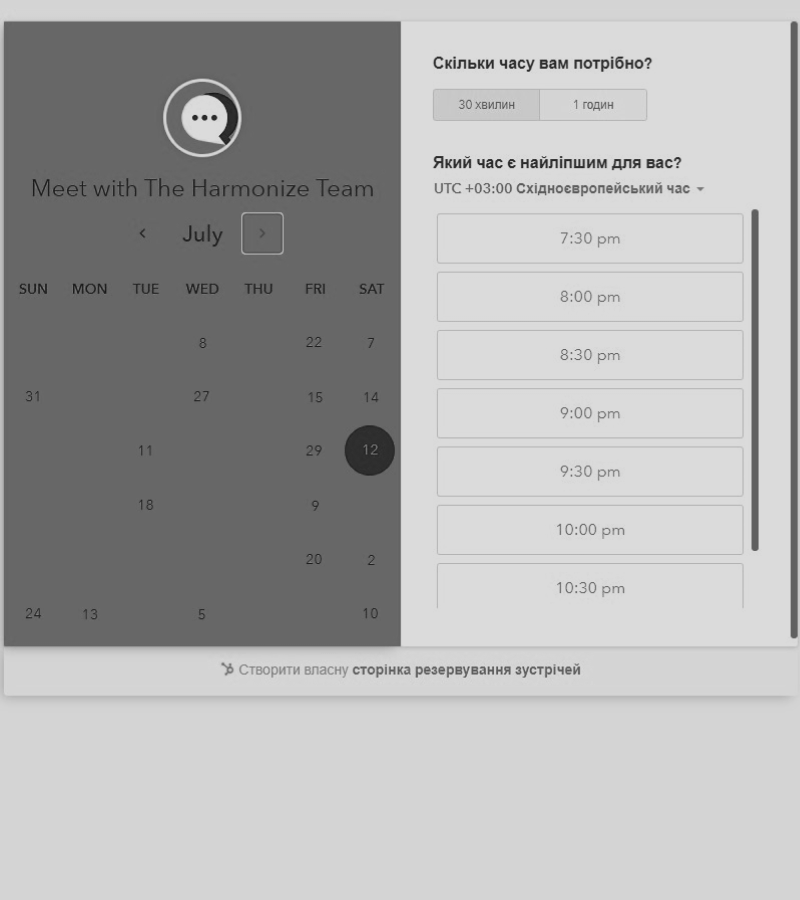 Meet with The Harmonize Team
July
SUN MON TUE WED THU FRI SAT
8 22 7
31 27 15 14
11 29 12
18 9
20 2
24 13 5 10
Скільки часу вам потрібно?
30 хвилин 1 годин
Який час є найліпшим для вас?
UTC +03:00 Східноєвропейський час
7:30 pm
8:00 pm
8:30 pm
9:00 pm
9:30 pm
10:00 pm
10:30 pm
Створити власну сторінка резервування зустрічей